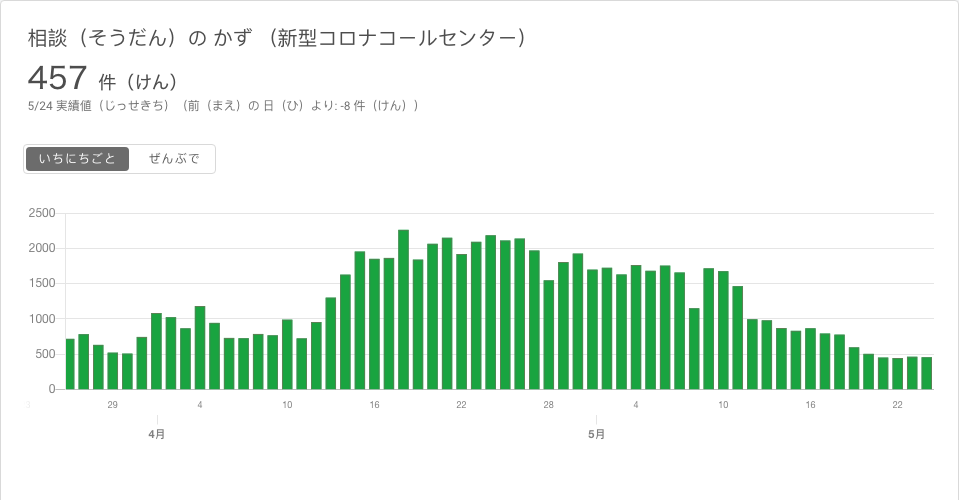 相談（そうだん）の かず （新型コロナコールセンター）
457 件（けん）
5/24 実績値（じっせきち）（前（まえ）の 日（ひ）より: -8 件（けん））
いちにちごと ぜんぶで
2500
2000
1500
1000
500
0
29 4 10 16 22 28 4 10 16 22
4月 5月